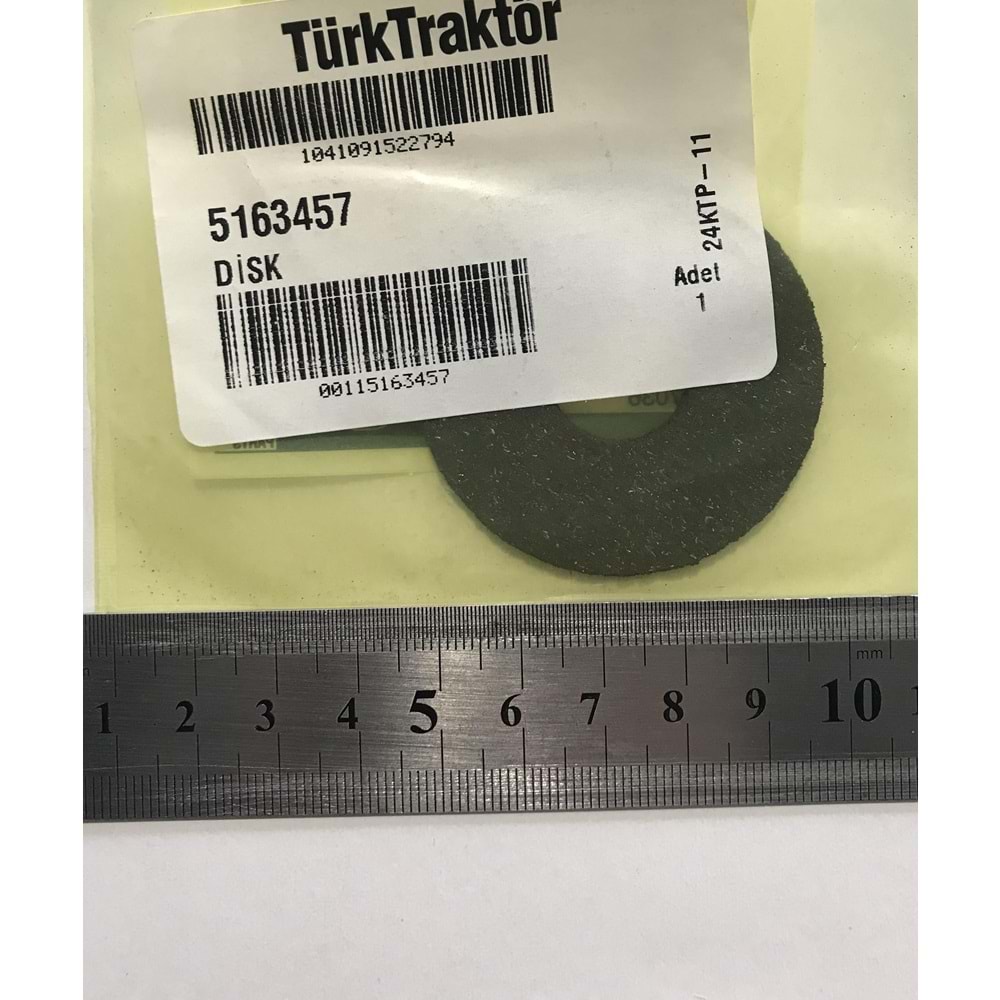 TürkTraktör
1041091522794
5163457
DİSK
00115163457
24KTP-11
Adet
1
mm
1 2 3 4 5 6 7 8 9 10